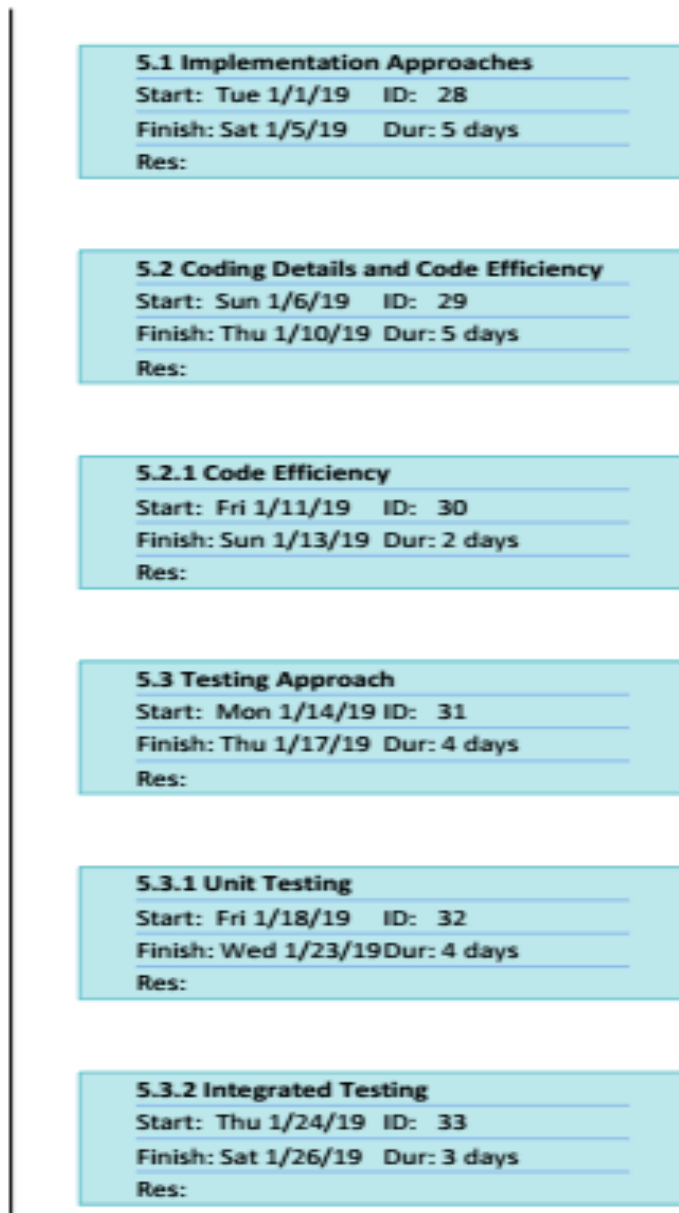 5.1 Implementation Approaches
Start: Tue 1/1/19 ID: 28
Finish: Sat 1/5/19 Dur: 5 days
Res:
5.2 Coding Details and Code Efficiency
Start: Sun 1/6/19 ID: 29
Finish: Thu 1/10/19 Dur: 5 days
Res:
5.2.1 Code Efficiency
Start: Fri 1/11/19 ID: 30
Finish: Sun 1/13/19 Dur: 2 days
Res:
5.3 Testing Approach
Start: Mon 1/14/19 ID: 31
Finish: Thu 1/17/19 Dur: 4 days
Res:
5.3.1 Unit Testing
Start: Fri 1/18/19 ID: 32
Finish: Wed 1/23/19 Dur: 4 days
Res:
5.3.2 Integrated Testing
Start: Thu 1/24/19 ID: 33
Finish: Sat 1/26/19 Dur: 3 days
Res: